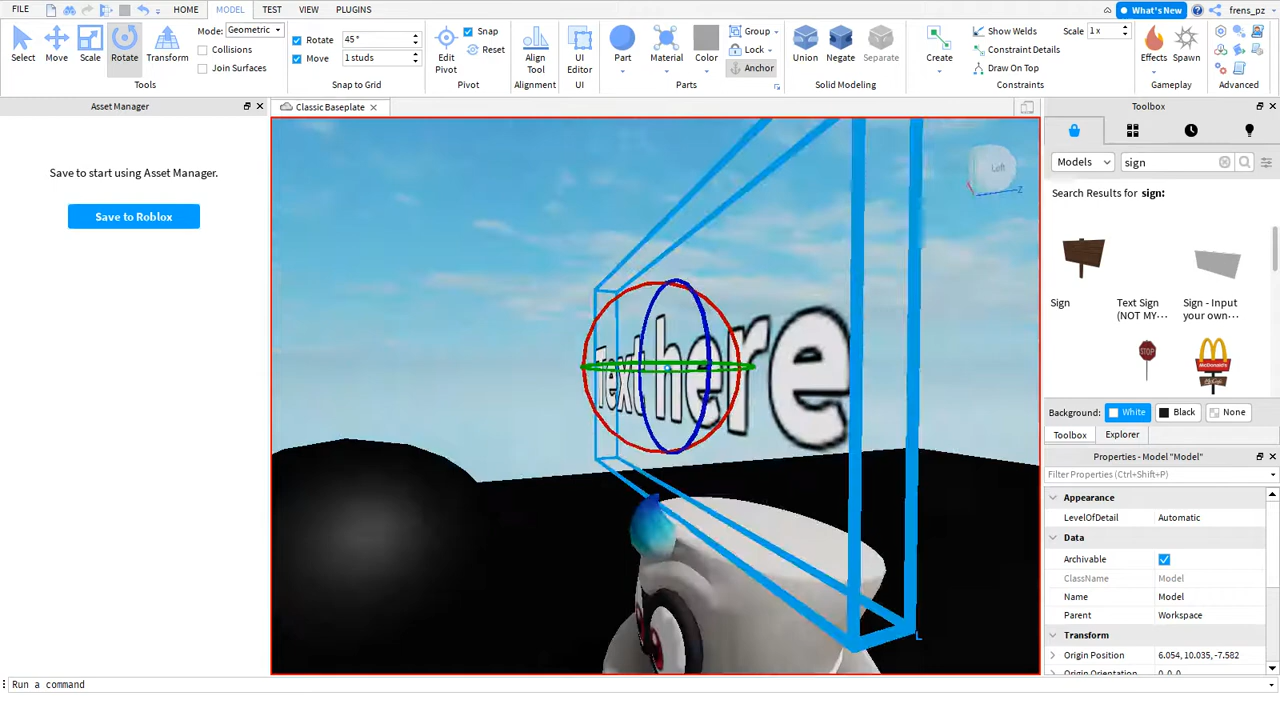 FILE HOME MODEL TEST VIEW PLUGINS What's New frens_pz
Select Move Scale Rotate Transform
Mode: Geometric
Collisions
Join Surfaces
Tools
Rotate 45°
Move 1 studs
Snap to Grid
Edit Pivot
Snap
Reset
Pivot
Align Tool
Alignment
UI Editor
UI
Part Material Color
Group
Lock
Anchor
Parts
Union Negate Separate
Solid Modeling
Create
Show Welds
Constraint Details
Draw On Top
Scale 1 x
Constraints
Effects Spawn
Gameplay
Advanced
Asset Manager
Classic Baseplate
Toolbox
Save to start using Asset Manager.
Save to Roblox
Left
Z
Text here
L
Models sign
Search Results for sign:
Sign
Text Sign (NOT MY···
Sign - Input your own···
STOP
McDonald's
Background: White Black None
Toolbox Explorer
Properties - Model "Model"
Filter Properties (Ctrl+Shift+P)
Appearance
LevelOfDetail Automatic
Data
Archivable
ClassName Model
Name Model
Parent Workspace
Transform
Origin Position 6.054, 10.035, -7.582
Origin Orientation 0, 0, 0
Run a command